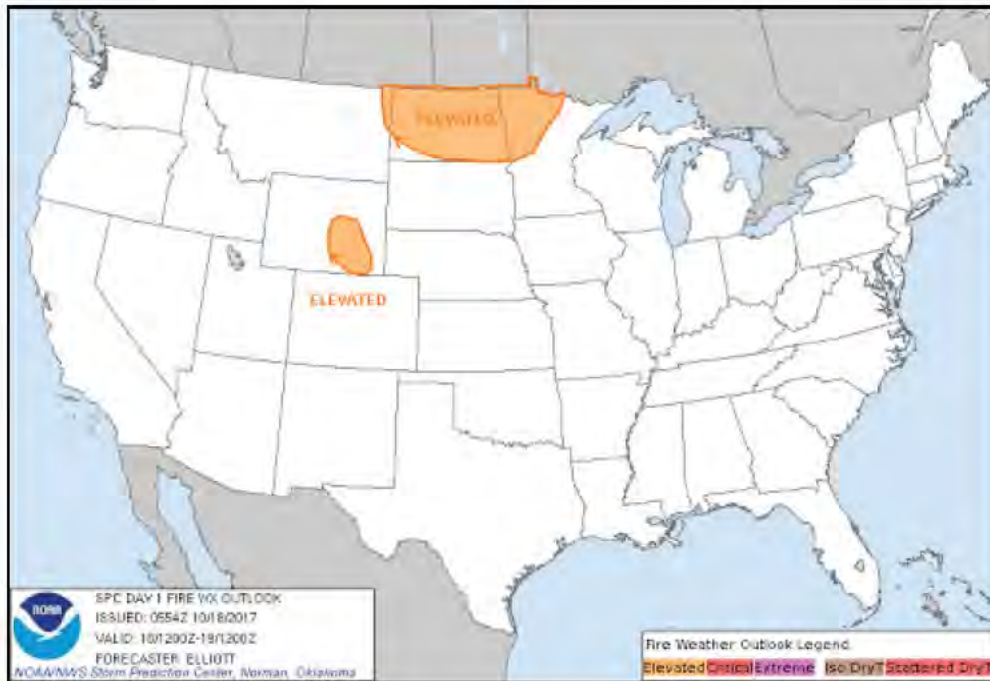 ELEVATED
ELEVATED
NOAA
SPC DAY 1 FIRE WX OUTLOOK
ISSUED: 0554Z 10/18/2017
VALID: 18/1200Z-19/1200Z
FORECASTER: ELLIOTT
NOAA/NWS Storm Prediction Center, Norman, Oklahoma
Fire Weather Outlook Legend
Elevated Critical Extreme Iso DryT Scattered DryT